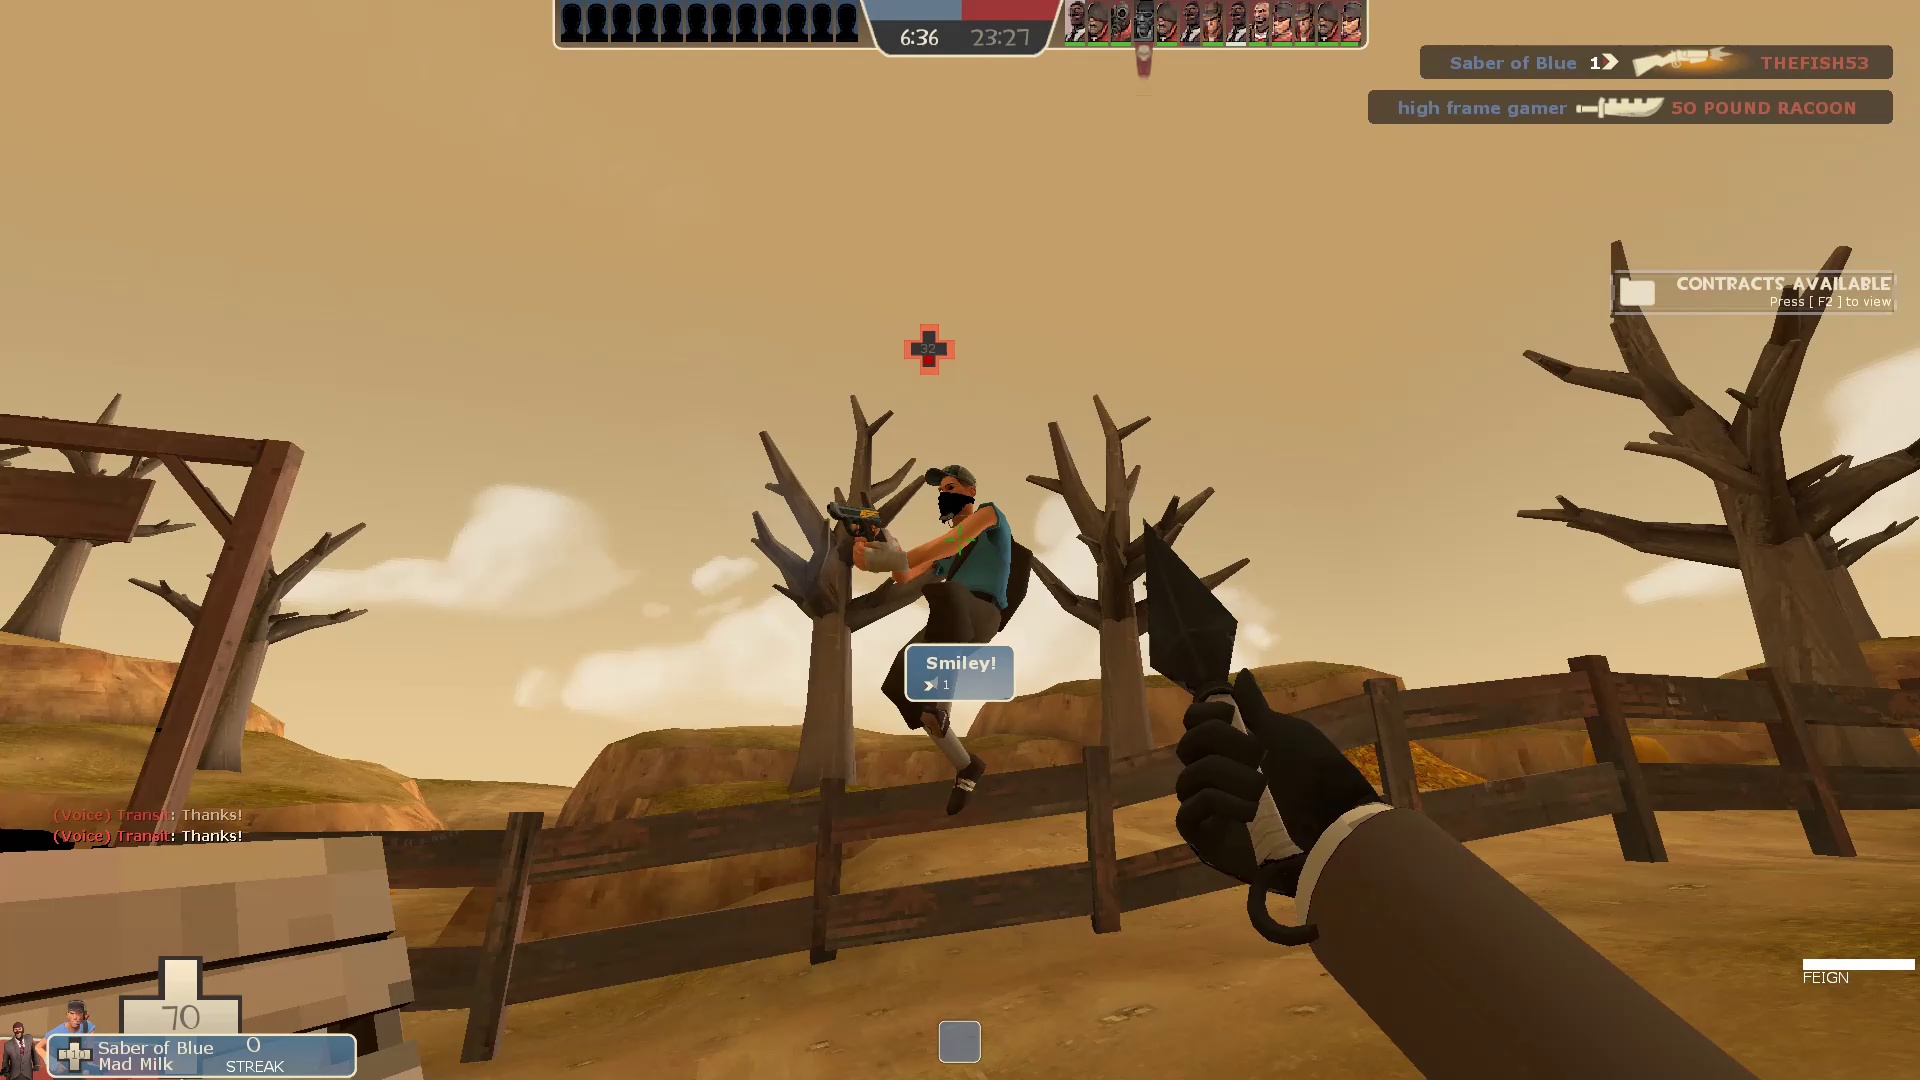 6:36 23:27
Saber of Blue 1 THEFISH53
high frame gamer 50 POUND RACOON
CONTRACTS AVAILABLE
Press [ F2 ] to view
32
Smiley!
1
(Voice) Transit: Thanks!
(Voice) Transit: Thanks!
FEIGN
70
Saber of Blue 0
Mad Milk STREAK